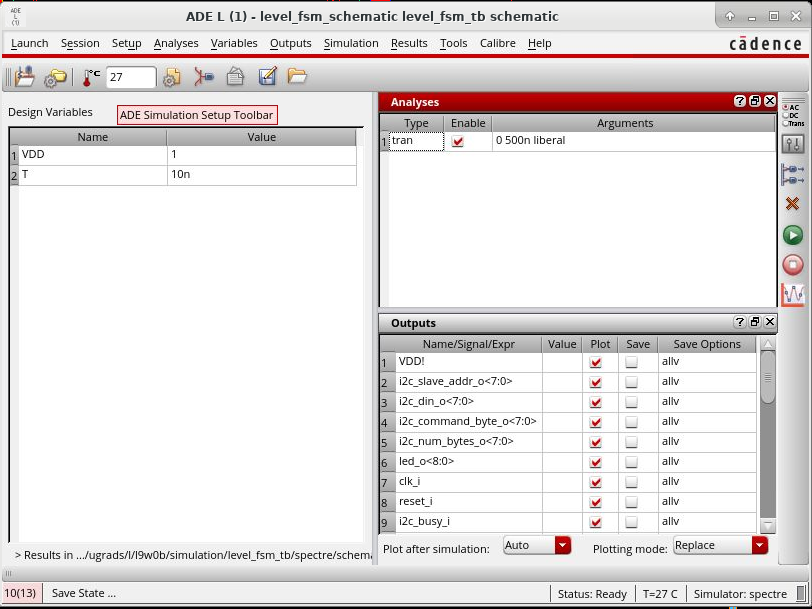 ADE L (1) - level_fsm_schematic level_fsm_tb schematic
Launch Session Setup Analyses Variables Outputs Simulation Results Tools Calibre Help
cādence
°C 27
Design Variables
ADE Simulation Setup Toolbar
Name Value
1 VDD 1
2 T 10n
Analyses
Type Enable Arguments
1 tran 0 500n liberal
AC
DC
Trans
Outputs
Name/Signal/Expr Value Plot Save Save Options
1 VDD! allv
2 i2c_slave_addr_o<7:0> allv
3 i2c_din_o<7:0> allv
4 i2c_command_byte_o<7:0> allv
5 i2c_num_bytes_o<7:0> allv
6 led_o<8:0> allv
7 clk_i allv
8 reset_i allv
9 i2c_busy_i allv
> Results in .../ugrads/l/l9w0b/simulation/level_fsm_tb/spectre/schema
Plot after simulation: Auto Plotting mode: Replace
10(13) Save State ... Status: Ready T=27 C Simulator: spectre